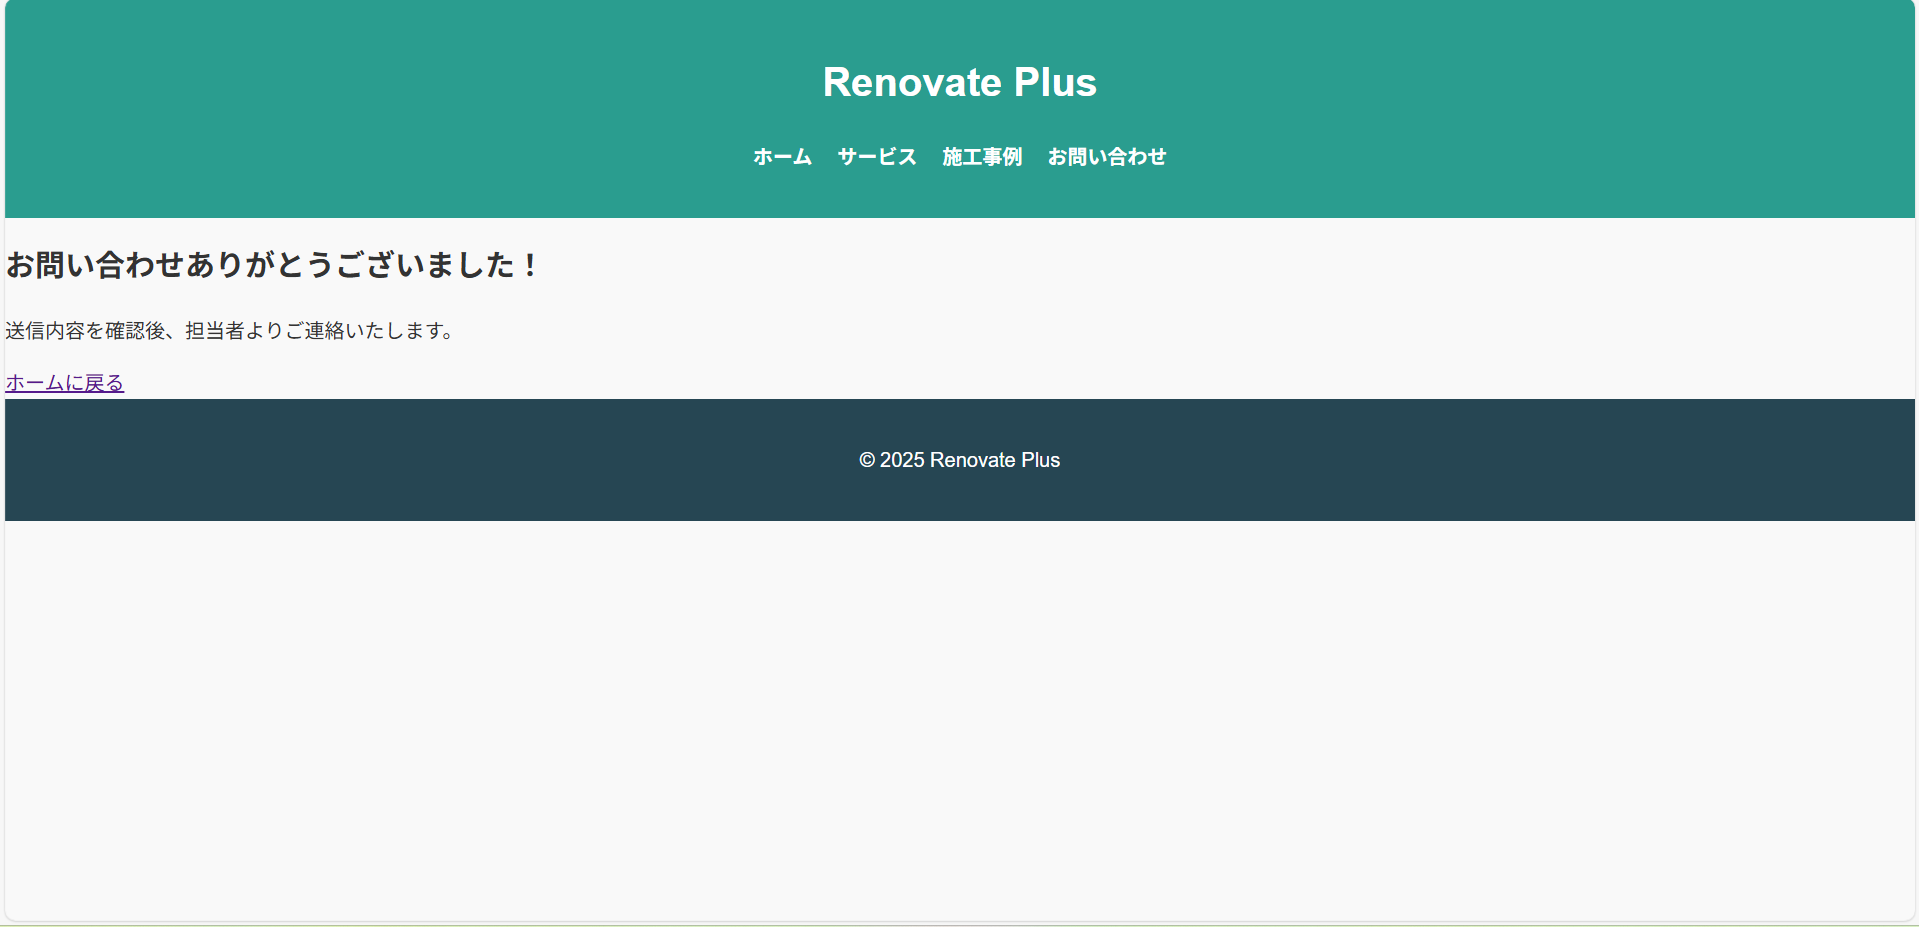 Renovate Plus
ホーム サービス 施工事例 お問い合わせ
お問い合わせありがとうございました！
送信内容を確認後、担当者よりご連絡いたします。
ホームに戻る
© 2025 Renovate Plus